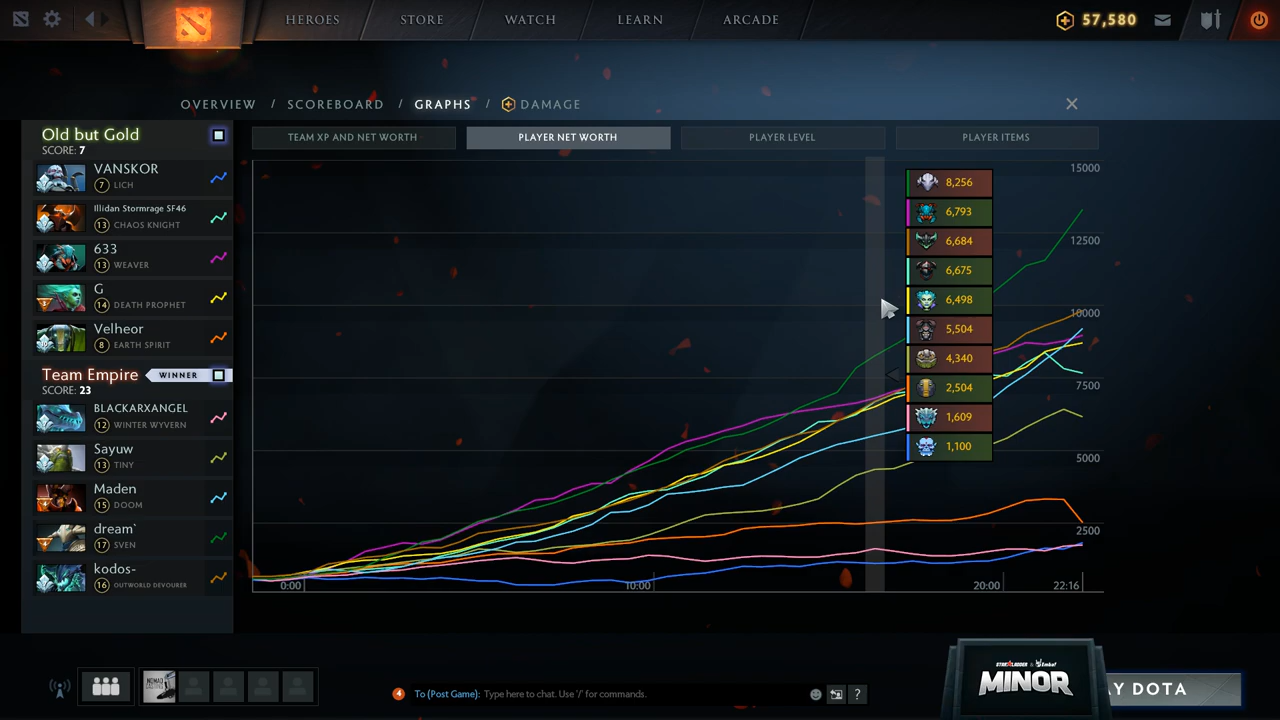 HEROES STORE WATCH LEARN ARCADE 57,580
OVERVIEW / SCOREBOARD / GRAPHS / DAMAGE
Old but Gold
SCORE: 7
VANSKOR
7 LICH
Illidan Stormrage SF46
13 CHAOS KNIGHT
633
13 WEAVER
G
14 DEATH PROPHET
Velheor
8 EARTH SPIRIT
Team Empire WINNER
SCORE: 23
BLACKARXANGEL
12 WINTER WYVERN
Sayuw
13 TINY
Maden
15 DOOM
dream`
17 SVEN
kodos-
16 OUTWORLD DEVOURER
TEAM XP AND NET WORTH PLAYER NET WORTH PLAYER LEVEL PLAYER ITEMS
15000
12500
10000
7500
5000
2500
8,256
6,793
6,684
6,675
6,498
5,504
4,340
2,504
1,609
1,100
0:00 10:00 20:00 22:16
4 To (Post Game): Type here to chat. Use '/' for commands. ?
STAR LADDER & ImbaTV
MINOR
AY DOTA